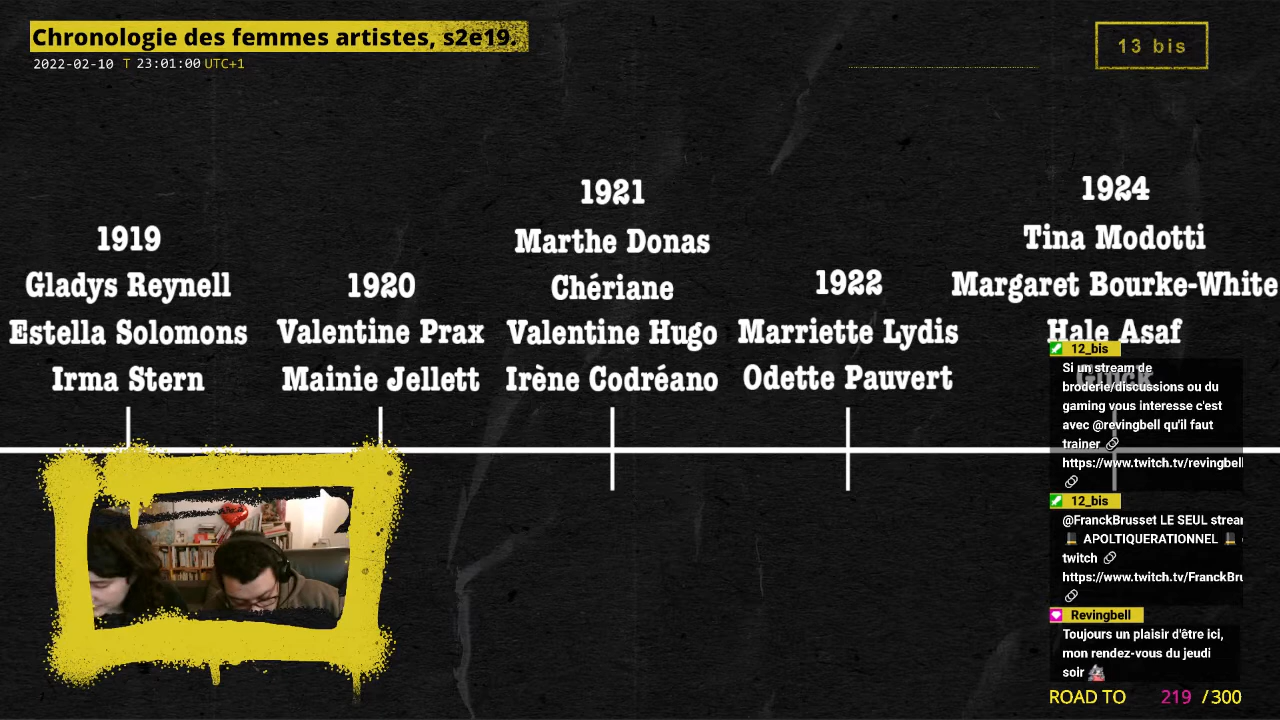 Chronologie des femmes artistes, s2e19.
2022-02-10 T 23:01:00 UTC+1
13 bis
1919
Gladys Reynell
Estella Solomons
Irma Stern
1920
Valentine Prax
Mainie Jellett
1921
Marthe Donas
Chériane
Valentine Hugo
Irène Codréano
1922
Marriette Lydis
Odette Pauvert
1924
Tina Modotti
Margaret Bourke-White
Hale Asaf
12_bis
Si un stream de
broderie/discussions ou du
gaming vous interesse c'est
avec @revingbell qu'il faut
trainer
https://www.twitch.tv/revingbell
12_bis
@FranckBrusset LE SEUL strear
APOLTIQUERATIONNEL
twitch
https://www.twitch.tv/FranckBru
Revingbell
Toujours un plaisir d'être ici,
mon rendez-vous du jeudi
soir
ROAD TO 219 /300